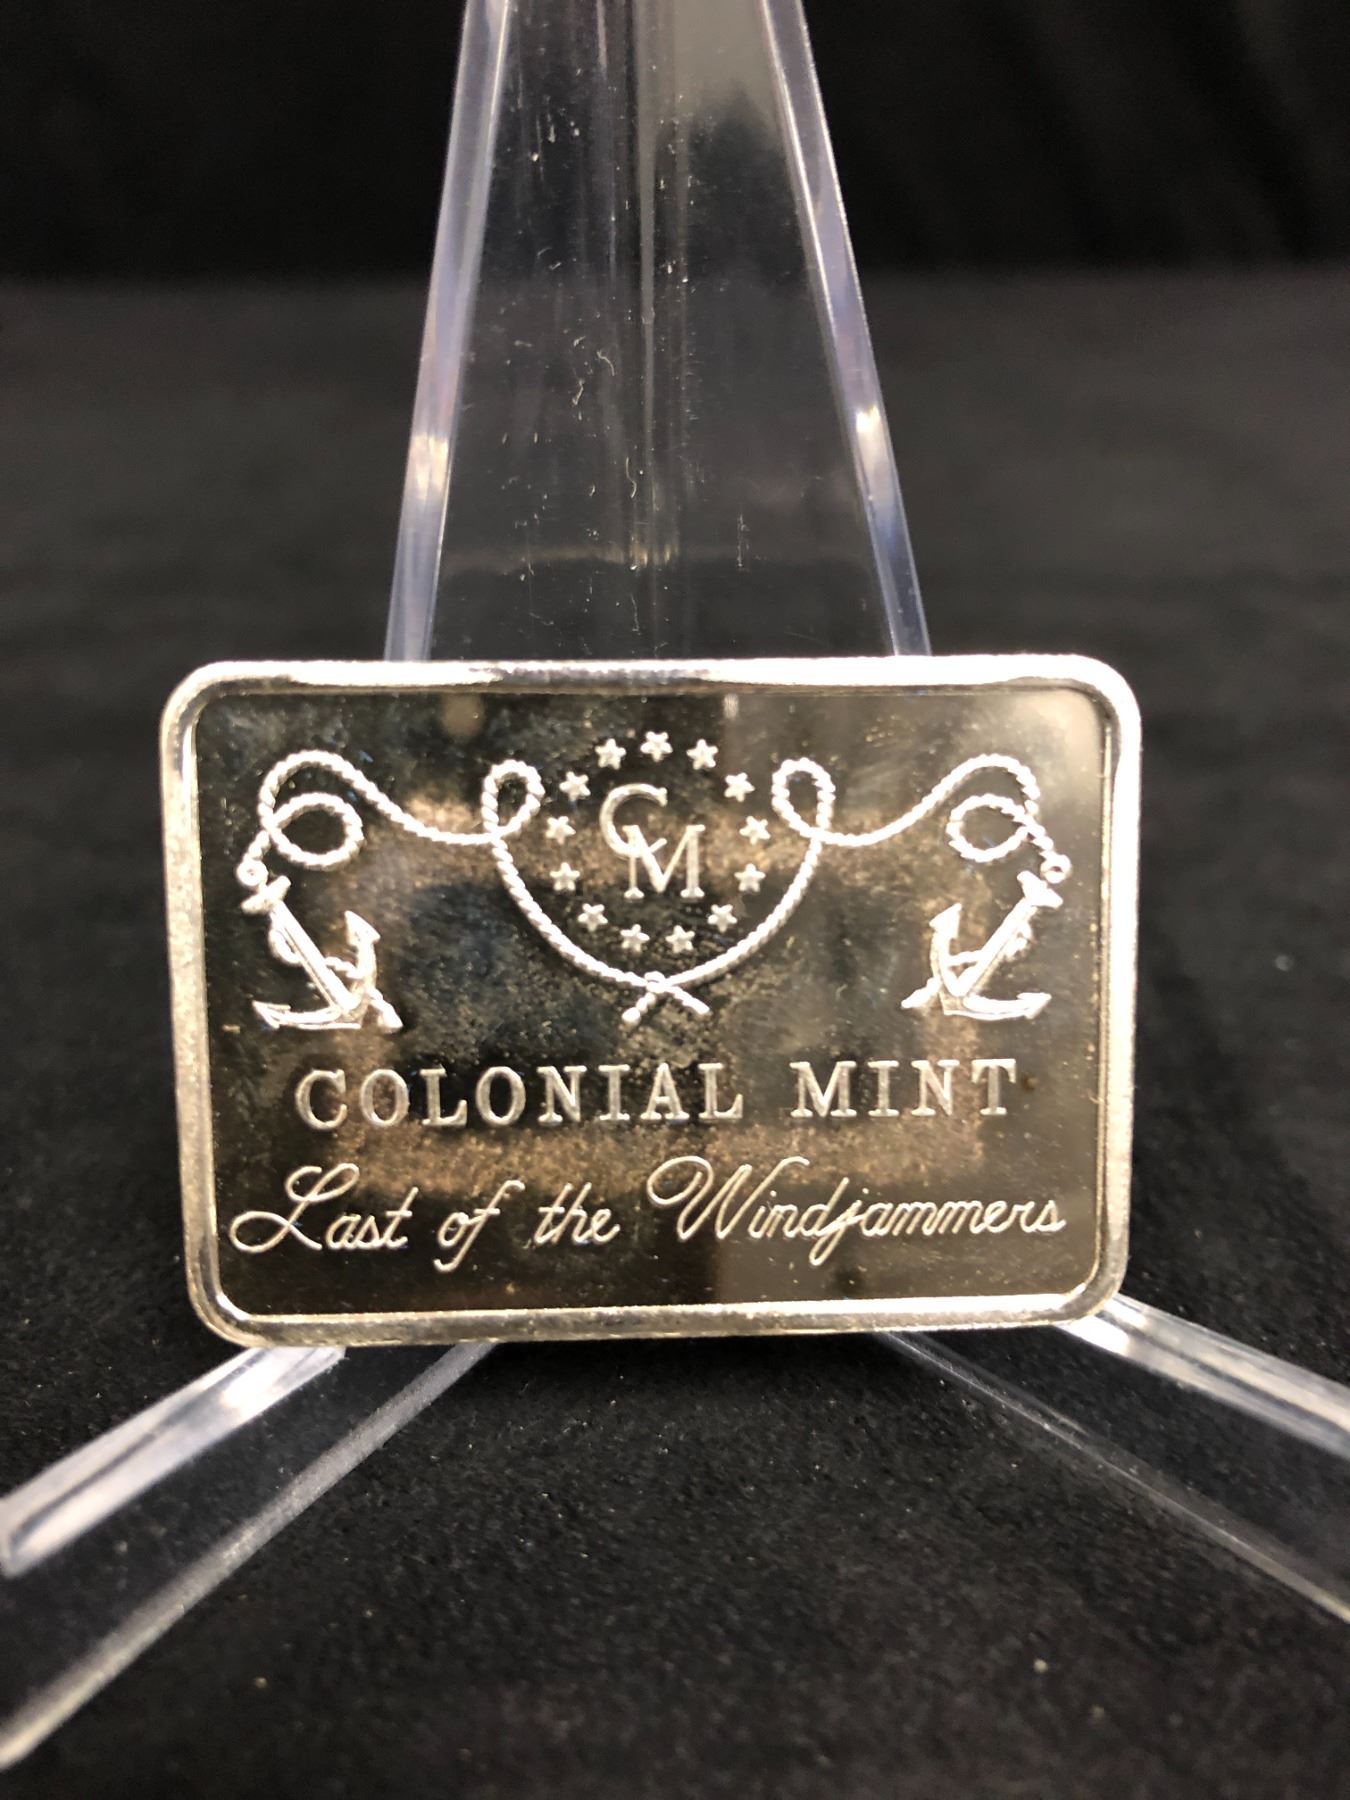 CM
COLONIAL MINT
Last of the Windjammers